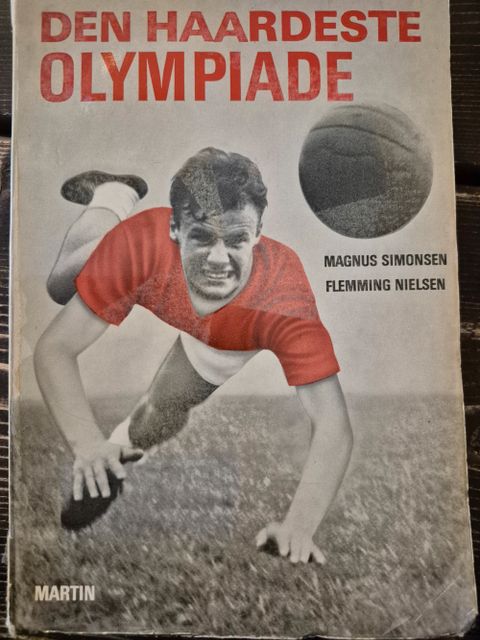 DEN HAARDESTE
OLYMPIADE
MAGNUS SIMONSEN
FLEMMING NIELSEN
MARTIN